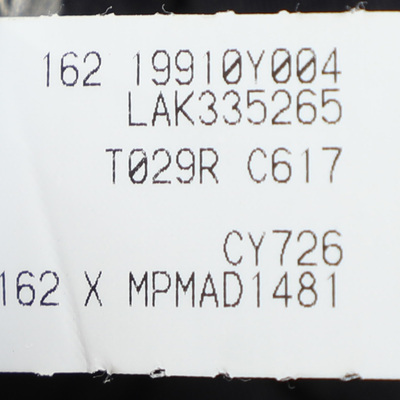 162 19910Y004
LAK335265
T029R C617
CY726
162 X MPMAD1481